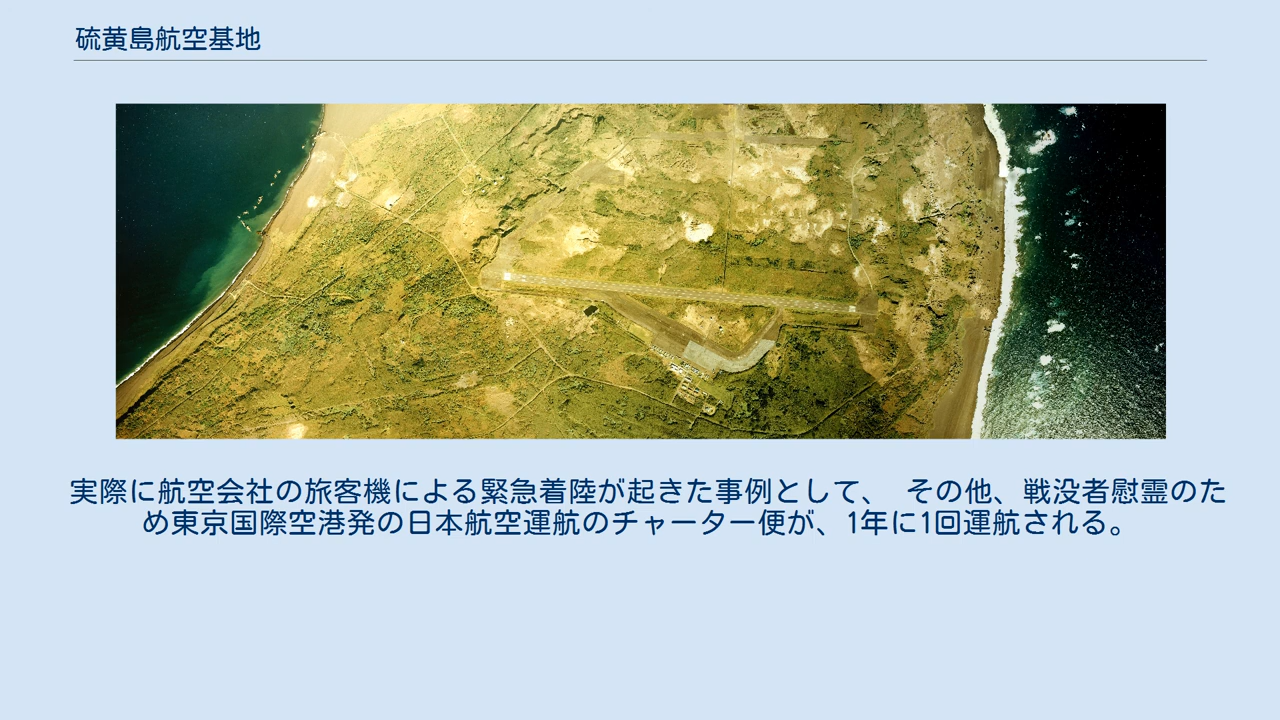 硫黄島航空基地
実際に航空会社の旅客機による緊急着陸が起きた事例として、 その他、戦没者慰霊のた
め東京国際空港発の日本航空運航のチャーター便が、1年に1回運航される。